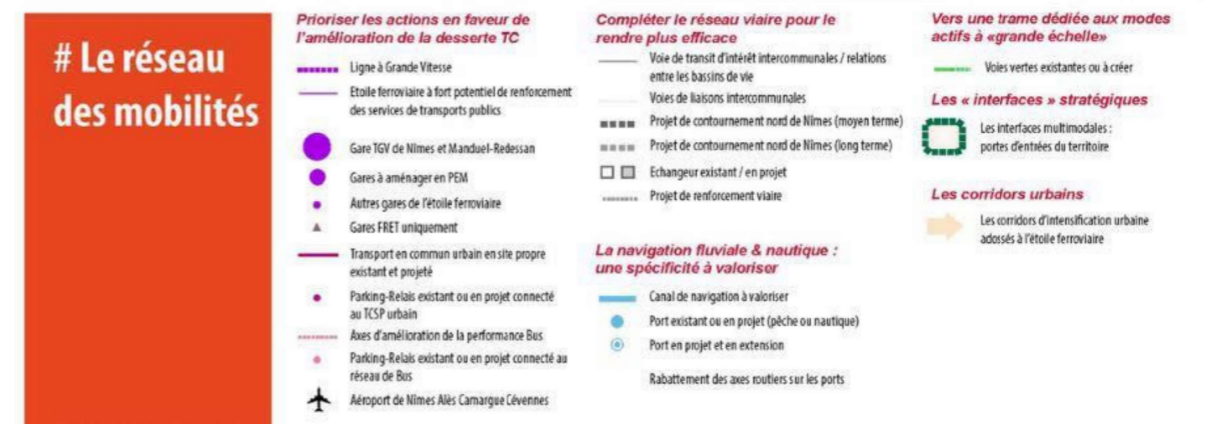 # Le réseau
des mobilités
Prioriser les actions en faveur de
l'amélioration de la desserte TC
Ligne à Grande Vitesse
Etoile ferroviaire à fort potentiel de renforcement
des services de transports publics
Gare TGV de Nîmes et Manduel-Redessan
Gares à aménager en PEM
Autres gares de l'étoile ferroviaire
Gares FRET uniquement
Transport en commun urbain en site propre
existant et projeté
Parking-Relais existant ou en projet connecté
au TCSP urbain
Axes d'amélioration de la performance Bus
Parking-Relais existant ou en projet connecté au
réseau de Bus
Aéroport de Nîmes Alès Camargue Cévennes
Compléter le réseau viaire pour le
rendre plus efficace
Voie de transit d'intérêt intercommunales / relations
entre les bassins de vie
Voies de liaisons intercommunales
Projet de contournement nord de Nîmes (moyen terme)
Projet de contournement nord de Nîmes (long terme)
Echangeur existant / en projet
Projet de renforcement viaire
La navigation fluviale & nautique :
une spécificité à valoriser
Canal de navigation à valoriser
Port existant ou en projet (pêche ou nautique)
Port en projet et en extension
Rabattement des axes routiers sur les ports
Vers une trame dédiée aux modes
actifs à «grande échelle»
Voies vertes existantes ou à créer
Les « interfaces » stratégiques
Les interfaces multimodales :
portes d'entrées du territoire
Les corridors urbains
Les corridors d'intensification urbaine
adossés à l'étoile ferroviaire